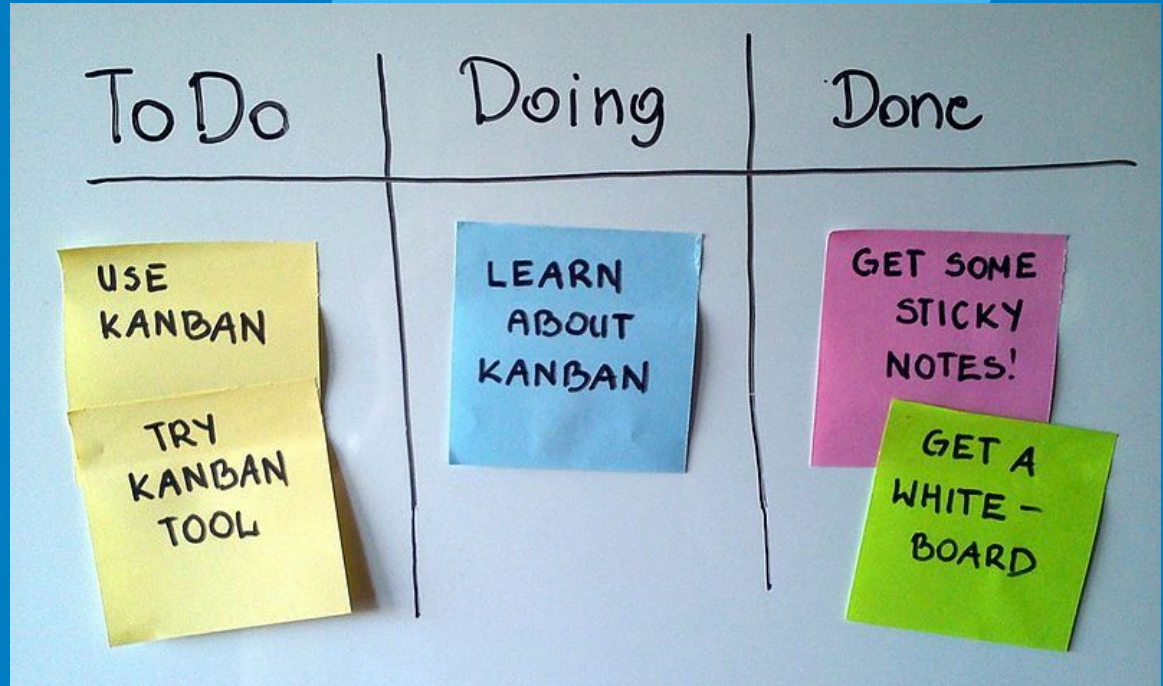 To Do
Doing
Done
USE
KANBAN
TRY
KANBAN
TOOL
LEARN
ABOUT
KANBAN
GET SOME
STICKY
NOTES!
GET A
WHITE-
BOARD